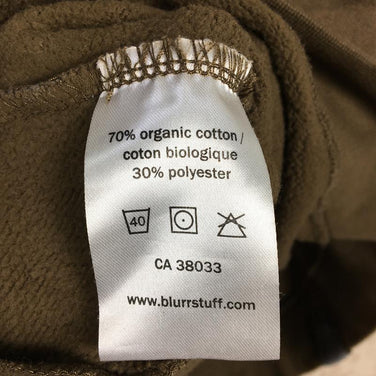 70% organic cotton/
coton biologique
30% polyester
40
CA 38033
www.blurrstuff.com